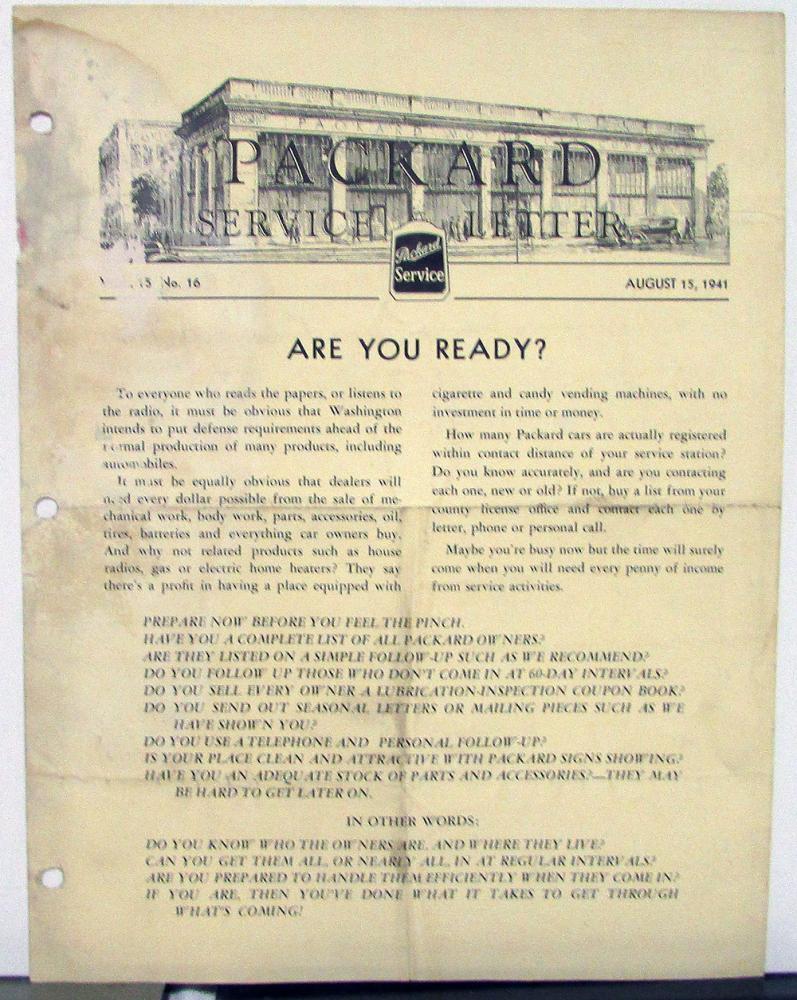 PACKARD MO
PACKARD
SERVICE LETTER
Packard
Service
15 No. 16
AUGUST 15, 1941
ARE YOU READY?
To everyone who reads the papers, or listens to
the radio, it must be obvious that Washington
intends to put defense requirements ahead of the
normal production of many products, including
automobiles.
It must be equally obvious that dealers will
need every dollar possible from the sale of me-
chanical work, body work, parts, accessories, oil,
tires, batteries and everything car owners buy.
And why not related products such as house
radios, gas or electric home heaters? They say
there's a profit in having a place equipped with
cigarette and candy vending machines, with no
investment in time or money.
How many Packard cars are actually registered
within contact distance of your service station?
Do you know accurately, and are you contacting
each one, new or old? If not, buy a list from your
county license office and contact each one by
letter, phone or personal call.
Maybe you're busy now but the time will surely
come when you will need every penny of income
from service activities.
PREPARE NOW BEFORE YOU FEEL THE PINCH.
HAVE YOU A COMPLETE LIST OF ALL PACKARD OWNERS?
ARE THEY LISTED ON A SIMPLE FOLLOW-UP SUCH AS WE RECOMMEND?
DO YOU FOLLOW UP THOSE WHO DON'T COME IN AT 60-DAY INTERVALS?
DO YOU SELL EVERY OWNER A LUBRICATION-INSPECTION COUPON BOOK?
DO YOU SEND OUT SEASONAL LETTERS OR MAILING PIECES SUCH AS WE
HAVE SHOWN YOU?
DO YOU USE A TELEPHONE AND PERSONAL FOLLOW-UP?
IS YOUR PLACE CLEAN AND ATTRACTIVE WITH PACKARD SIGNS SHOWING?
HAVE YOU AN ADEQUATE STOCK OF PARTS AND ACCESSORIES?—THEY MAY
BE HARD TO GET LATER ON.
IN OTHER WORDS:
DO YOU KNOW WHO THE OWNERS ARE, AND WHERE THEY LIVE?
CAN YOU GET THEM ALL, OR NEARLY ALL, IN AT REGULAR INTERVALS?
ARE YOU PREPARED TO HANDLE THEM EFFICIENTLY WHEN THEY COME IN?
IF YOU ARE, THEN YOU'VE DONE WHAT IT TAKES TO GET THROUGH
WHAT'S COMING!